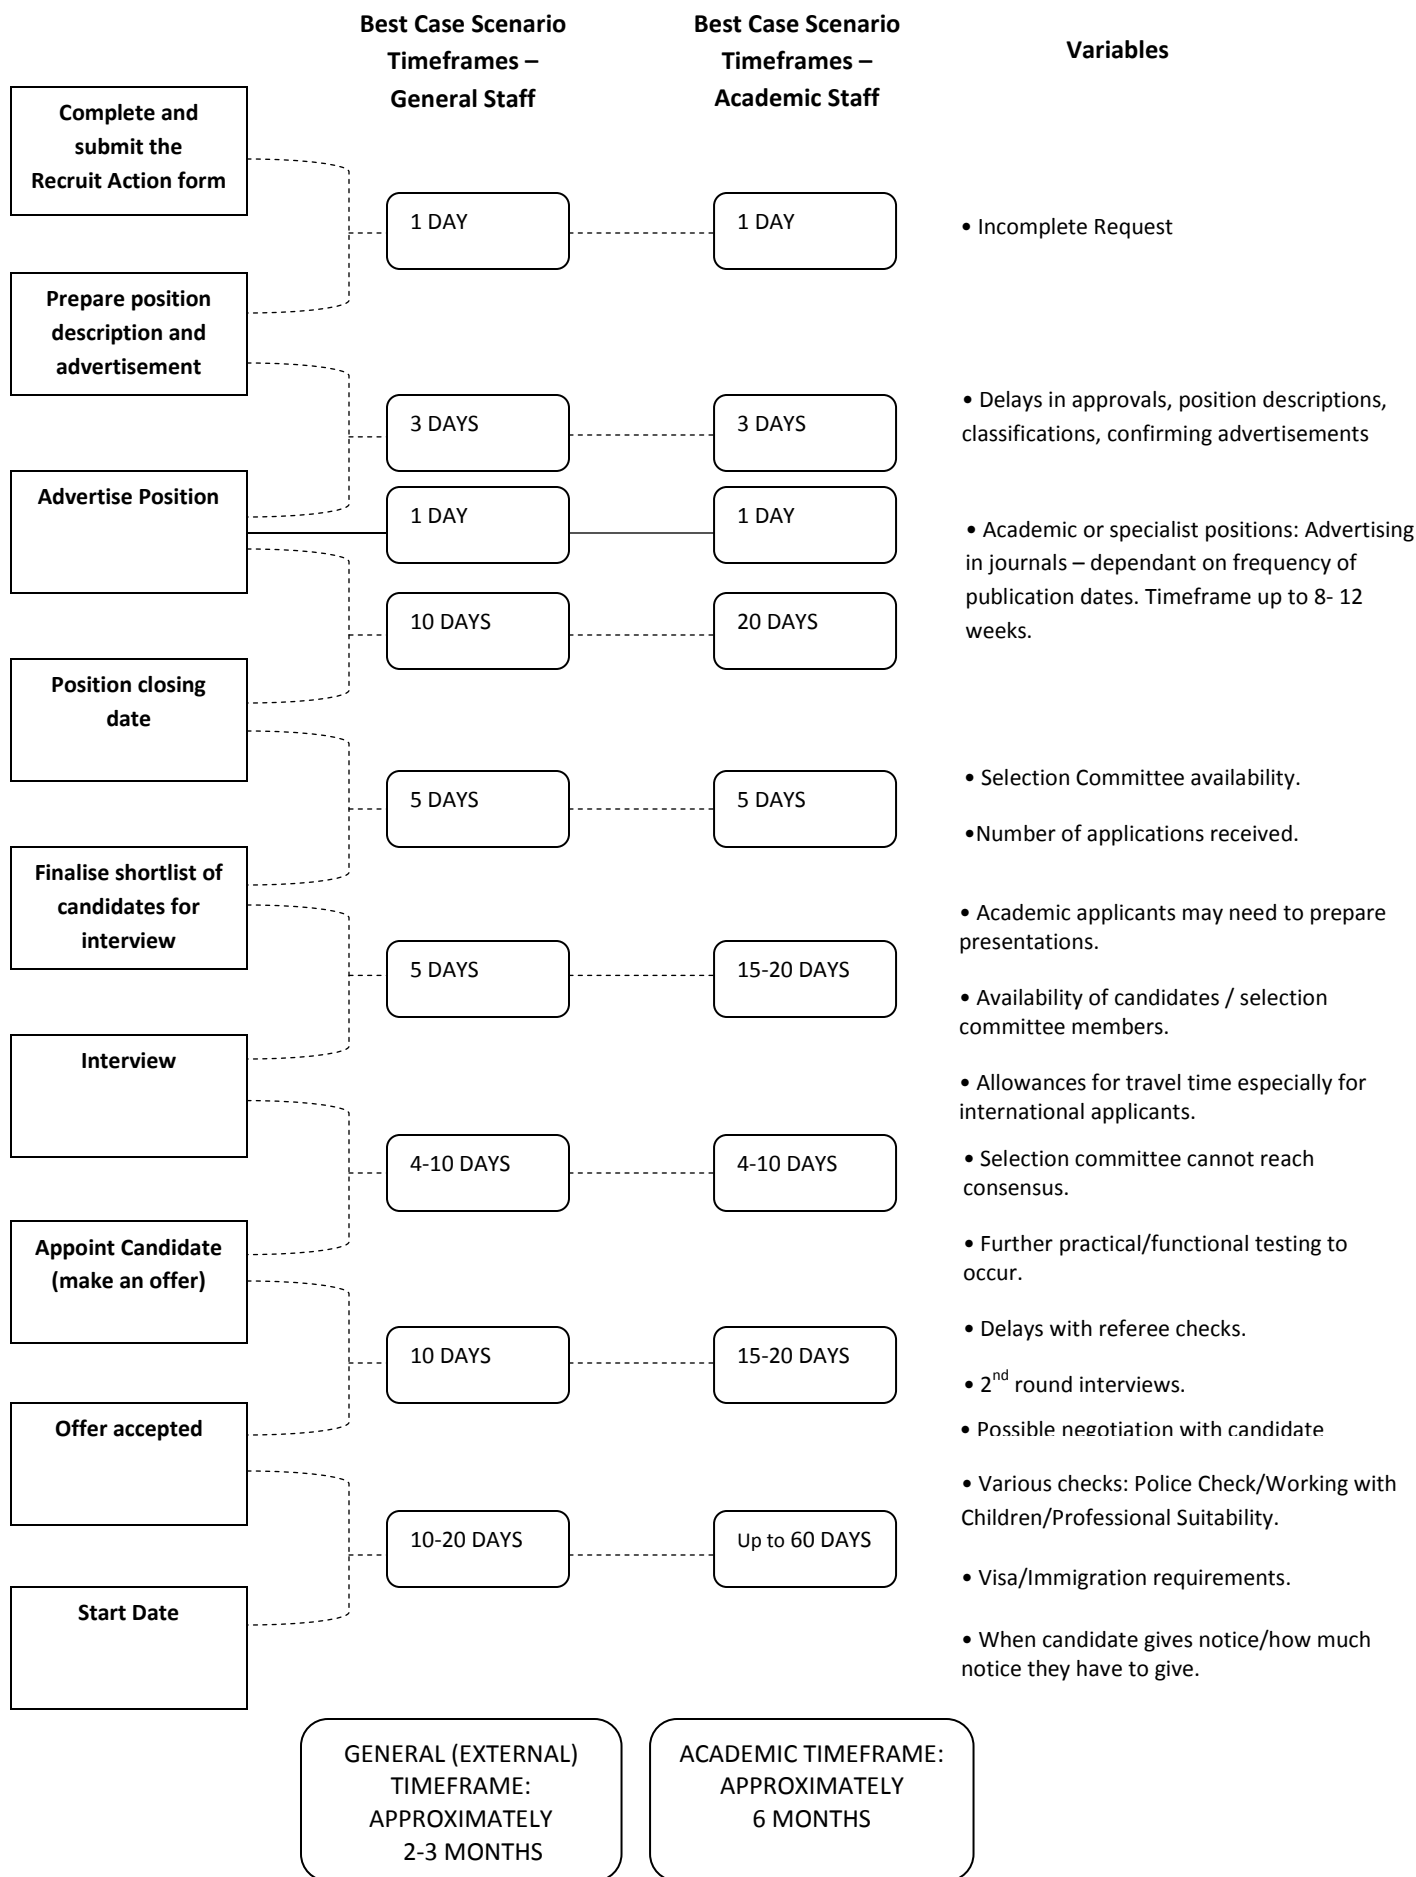 Best Case Scenario
Timeframes –
General Staff
Best Case Scenario
Timeframes –
Academic Staff
Variables
Complete and
submit the
Recruit Action form
1 DAY
1 DAY
• Incomplete Request
Prepare position
description and
advertisement
3 DAYS
3 DAYS
• Delays in approvals, position descriptions,
classifications, confirming advertisements
Advertise Position
1 DAY
1 DAY
• Academic or specialist positions: Advertising
in journals – dependant on frequency of
publication dates. Timeframe up to 8- 12
weeks.
10 DAYS
20 DAYS
Position closing
date
5 DAYS
5 DAYS
• Selection Committee availability.
•Number of applications received.
Finalise shortlist of
candidates for
interview
5 DAYS
15-20 DAYS
• Academic applicants may need to prepare
presentations.
• Availability of candidates / selection
committee members.
• Allowances for travel time especially for
international applicants.
Interview
4-10 DAYS
4-10 DAYS
• Selection committee cannot reach
consensus.
• Further practical/functional testing to
occur.
• Delays with referee checks.
• 2nd round interviews.
Appoint Candidate
(make an offer)
10 DAYS
15-20 DAYS
• Possible negotiation with candidate
Offer accepted
10-20 DAYS
Up to 60 DAYS
• Various checks: Police Check/Working with
Children/Professional Suitability.
• Visa/Immigration requirements.
• When candidate gives notice/how much
notice they have to give.
Start Date
GENERAL (EXTERNAL)
TIMEFRAME:
APPROXIMATELY
2-3 MONTHS
ACADEMIC TIMEFRAME:
APPROXIMATELY
6 MONTHS